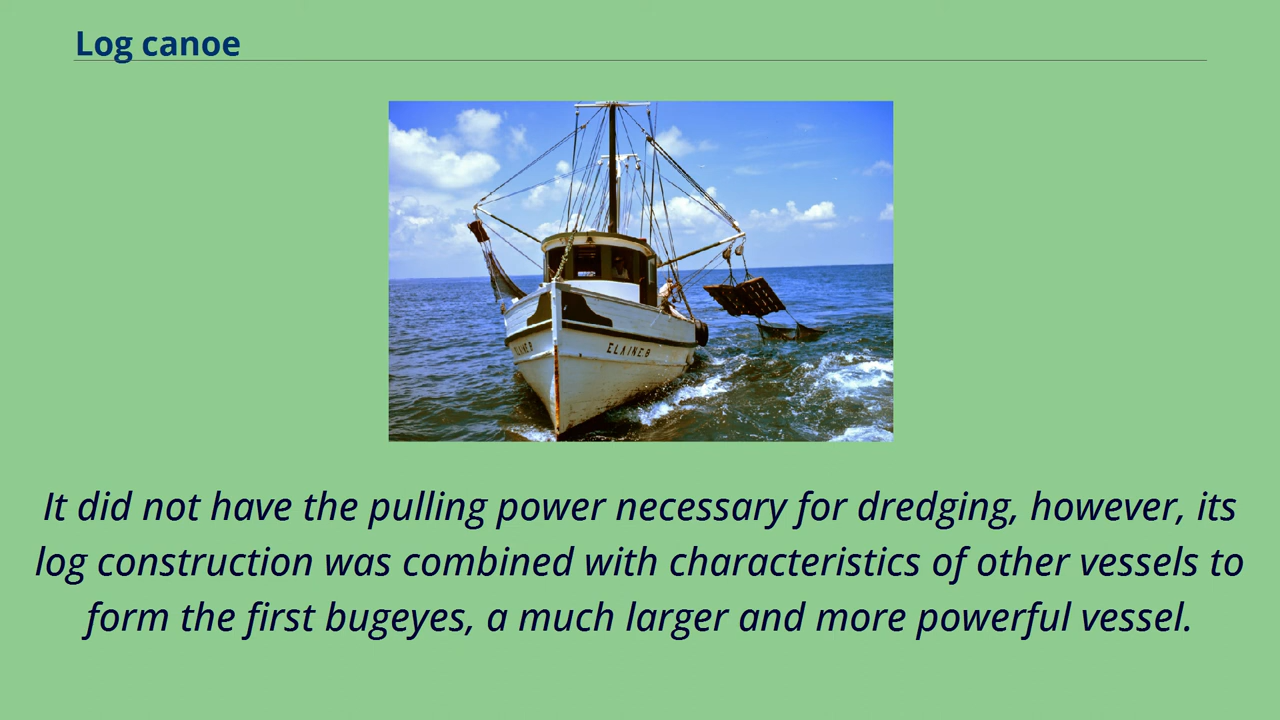 Log canoe
ELAINE.B
It did not have the pulling power necessary for dredging, however, its
log construction was combined with characteristics of other vessels to
form the first bugeyes, a much larger and more powerful vessel.